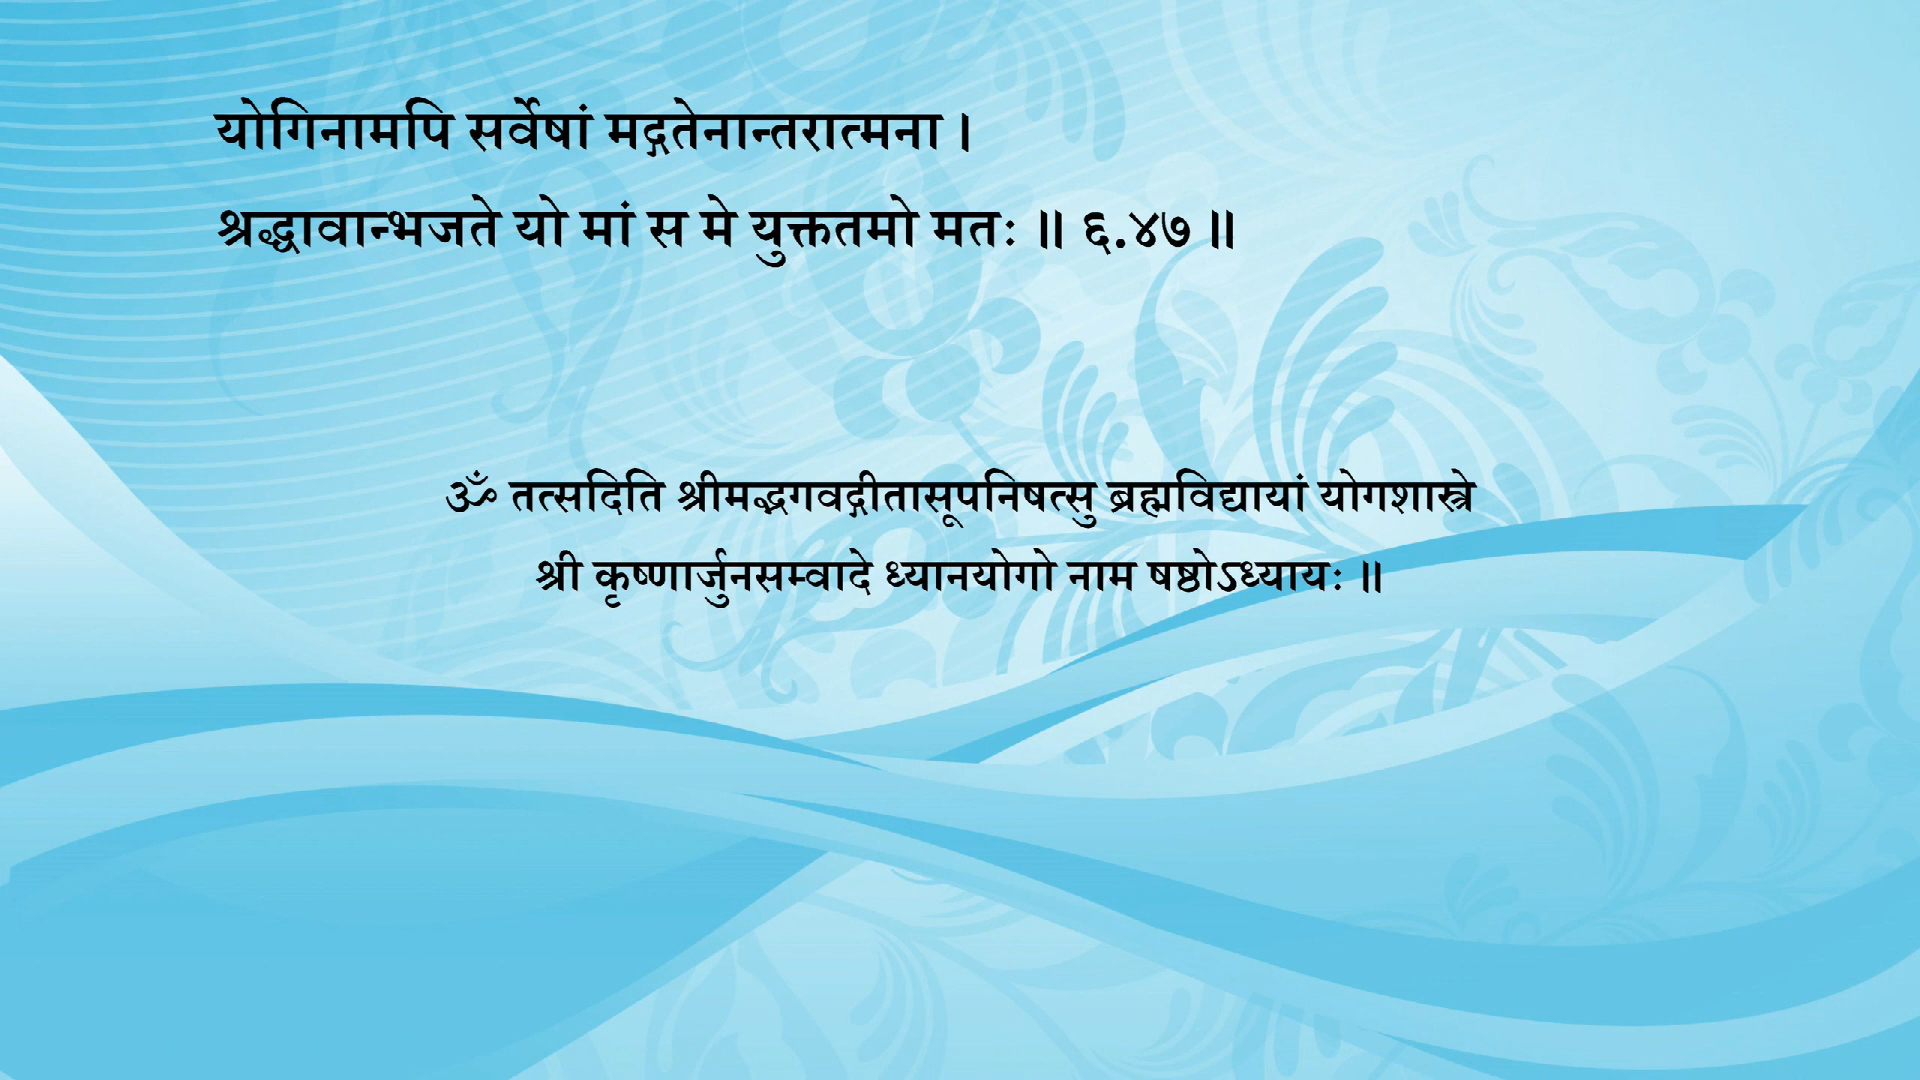 योगिनामपि सर्वेषां मद्गतेनान्तरात्मना ।
श्रद्धावान्भजते यो मां स मे युक्ततमो मतः ॥ ६.४७ ॥
ॐ तत्सदिति श्रीमद्भगवद्गीतासूपनिषत्सु ब्रह्मविद्यायां योगशास्त्रे
श्री कृष्णार्जुनसम्वादे ध्यानयोगो नाम षष्ठोऽध्यायः ॥